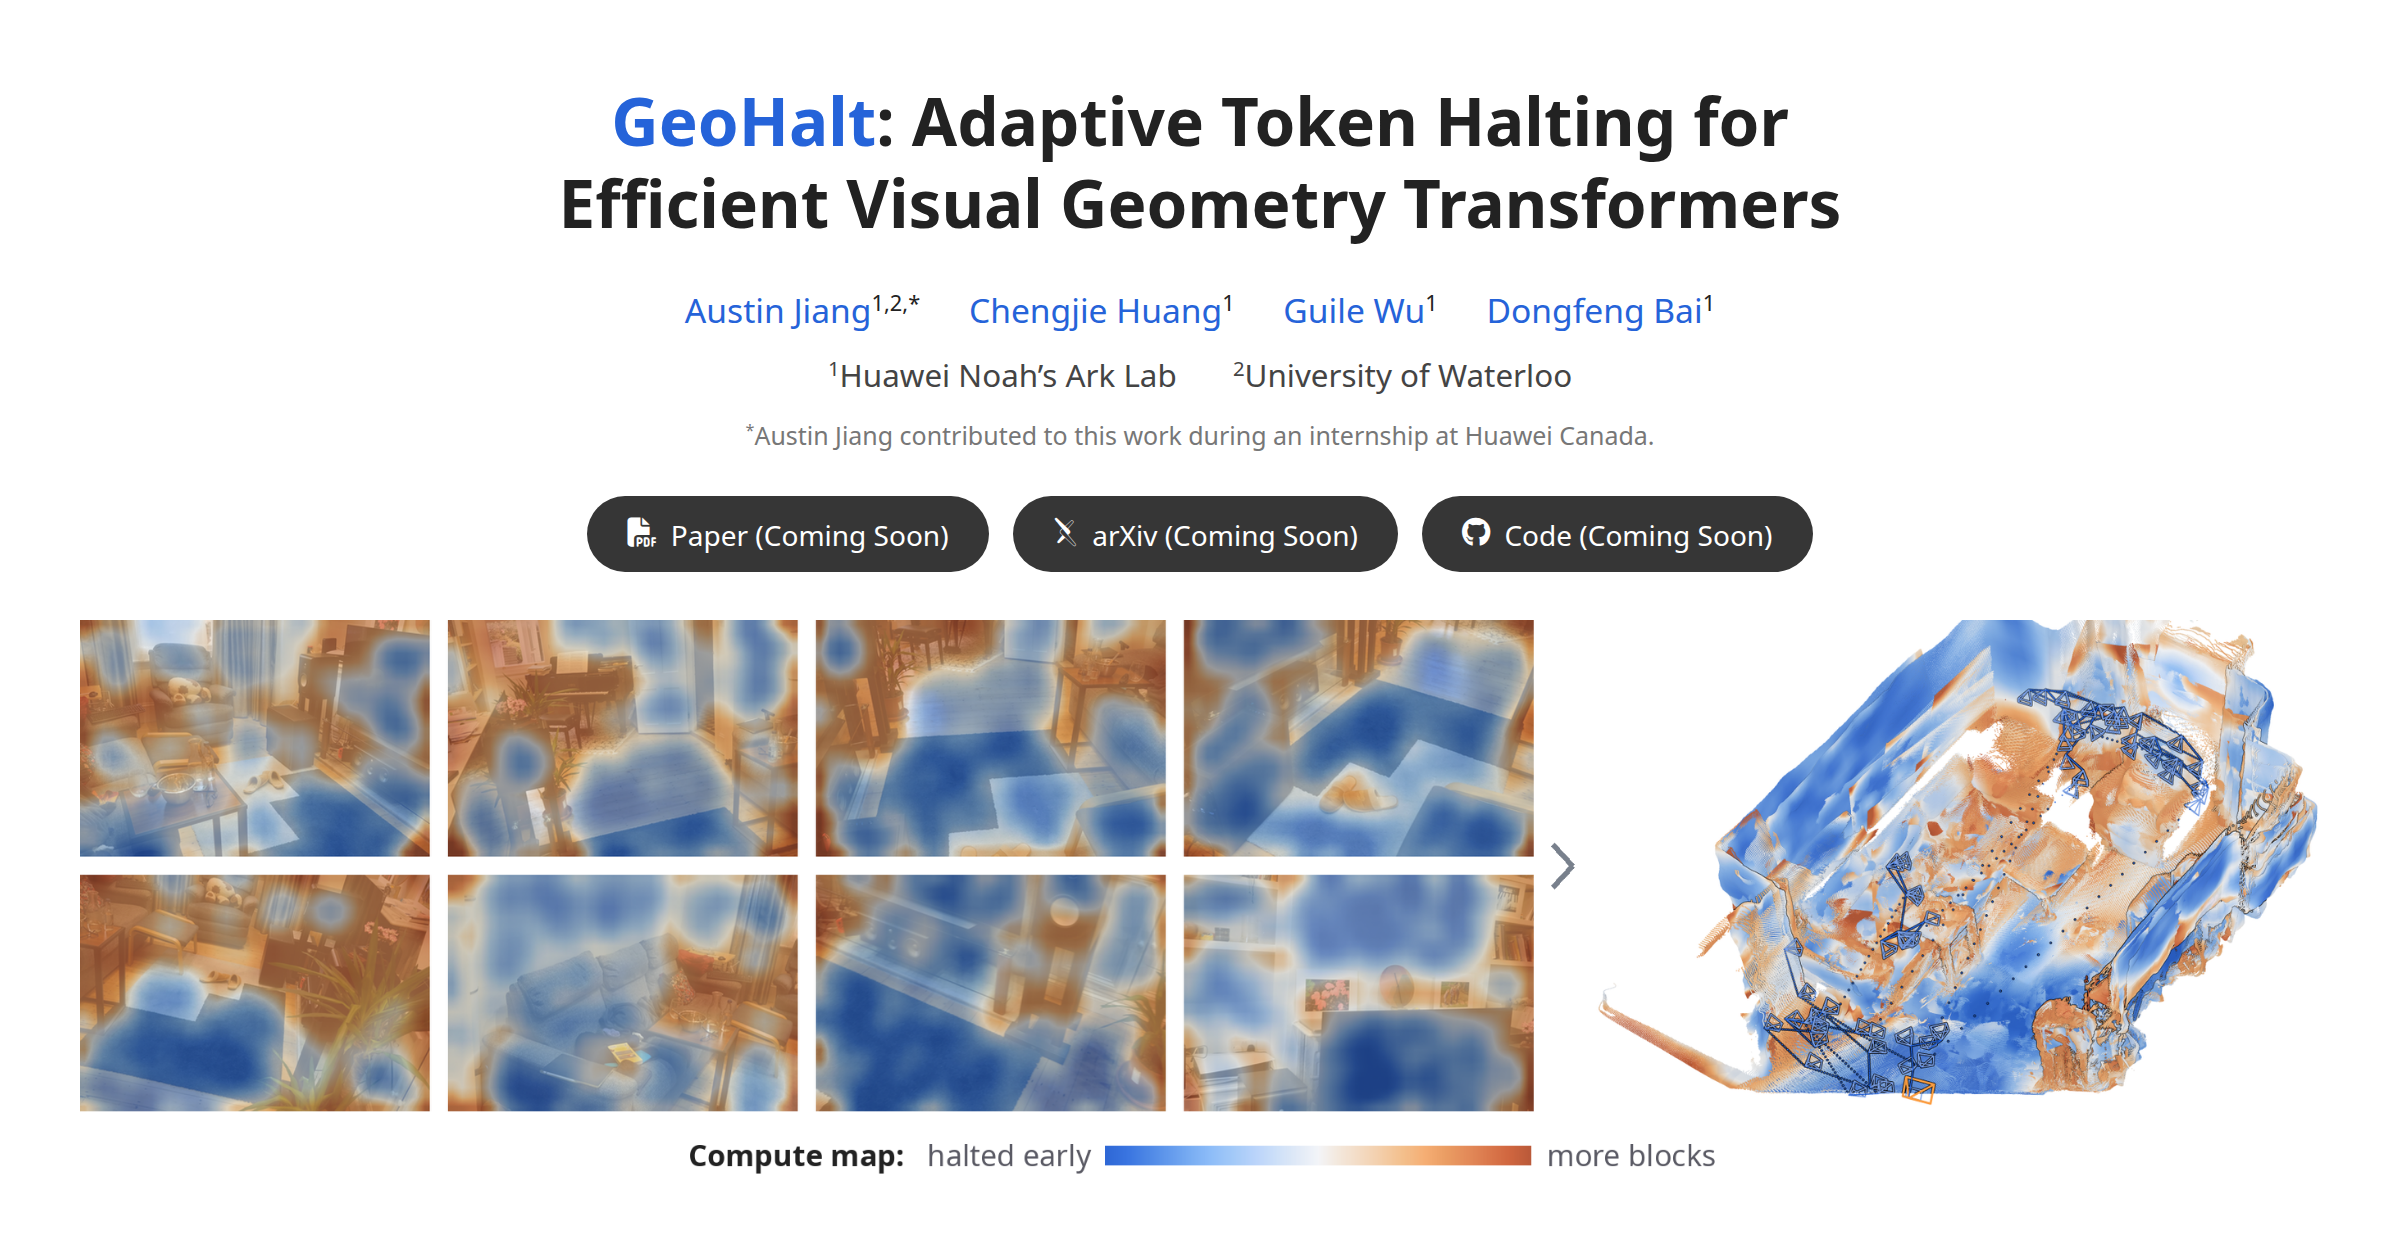 GeoHalt: Adaptive Token Halting for
Efficient Visual Geometry Transformers
Austin Jiang1,2,* Chengjie Huang1 Guile Wu1 Dongfeng Bai1
1Huawei Noah’s Ark Lab 2University of Waterloo
*Austin Jiang contributed to this work during an internship at Huawei Canada.
PDF Paper (Coming Soon) arXiv (Coming Soon) Code (Coming Soon)
Compute map: halted early more blocks